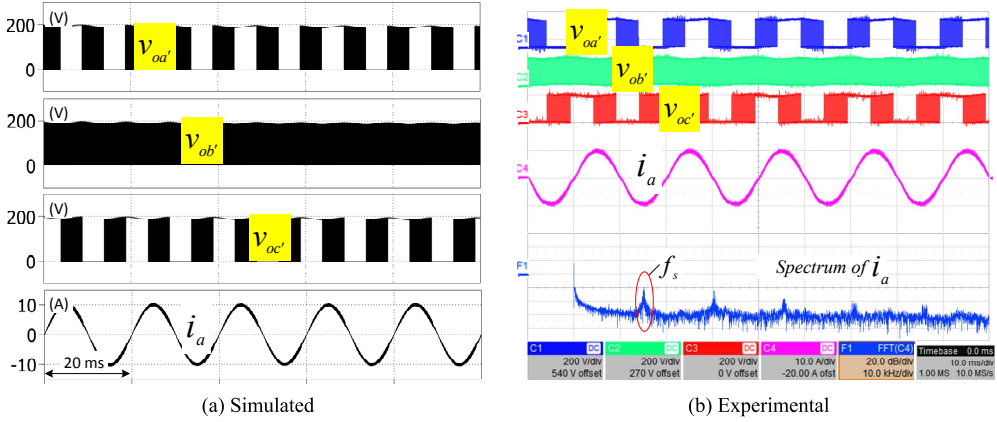 (V)
200
0
v_oa′
(V)
200
0
v_ob′
(V)
200
0
v_oc′
(A)
10
0
-10
i_a
20 ms
(a) Simulated
C1
v_oa′
v_ob′
C3
v_oc′
C4
i_a
F1
f_s
Spectrum of i_a
C1 DC C2 DC C3 DC C4 DC F1 FFT(C4) Timebase 0.0 ms
200 V/div 200 V/div 200 V/div 10.0 A/div 20.0 dB/div 10.0 ms/div
540 V offset 270 V offset 0 V offset -20.00 A ofst 10.0 kHz/div 1.00 MS 10.0 MS/s
(b) Experimental